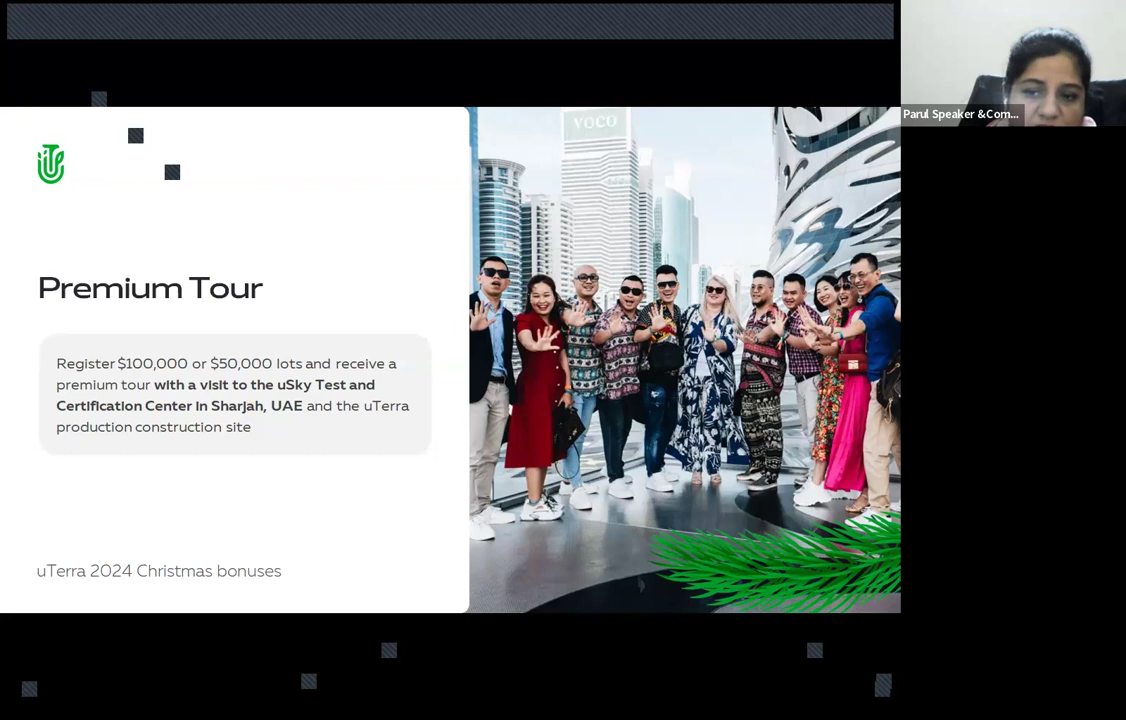 Parul Speaker &Com...
VOCO
Premium Tour
Register $100,000 or $50,000 lots and receive a
premium tour with a visit to the uSky Test and
Certification Center in Sharjah, UAE and the uTerra
production construction site
uTerra 2024 Christmas bonuses